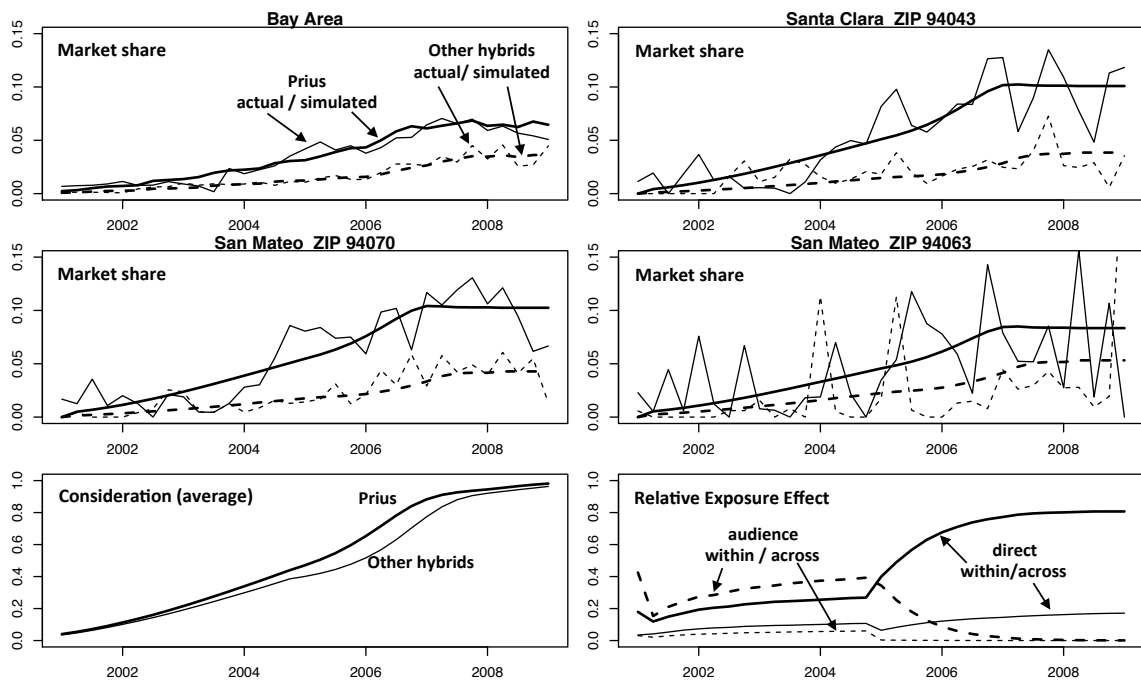 Bay Area
Market share
Other hybrids
actual/ simulated
Prius
actual / simulated
0.15
0.10
0.05
0.00
2002 2004 2006 2008
Santa Clara ZIP 94043
Market share
0.15
0.10
0.05
0.00
2002 2004 2006 2008
San Mateo ZIP 94070
Market share
0.15
0.10
0.05
0.00
2002 2004 2006 2008
San Mateo ZIP 94063
Market share
0.15
0.10
0.05
0.00
2002 2004 2006 2008
Consideration (average)
Prius
Other hybrids
1.0
0.8
0.6
0.4
0.2
0.0
2002 2004 2006 2008
Relative Exposure Effect
audience
within / across
direct
within/across
1.0
0.8
0.6
0.4
0.2
0.0
2002 2004 2006 2008